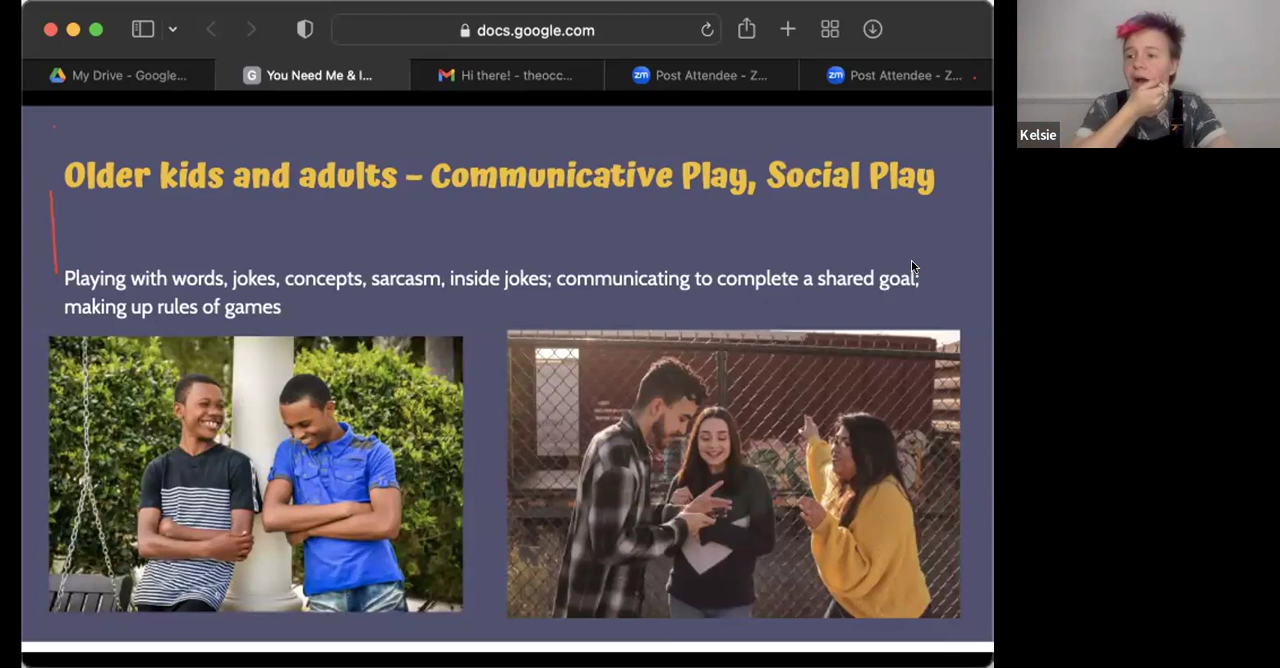 docs.google.com
My Drive - Google...
G
You Need Me & I...
Hi there! - theocc...
zm
Post Attendee - Z...
zm
Post Attendee - Z...
Kelsie
Older kids and adults – Communicative Play, Social Play
Playing with words, jokes, concepts, sarcasm, inside jokes; communicating to complete a shared goal;
making up rules of games